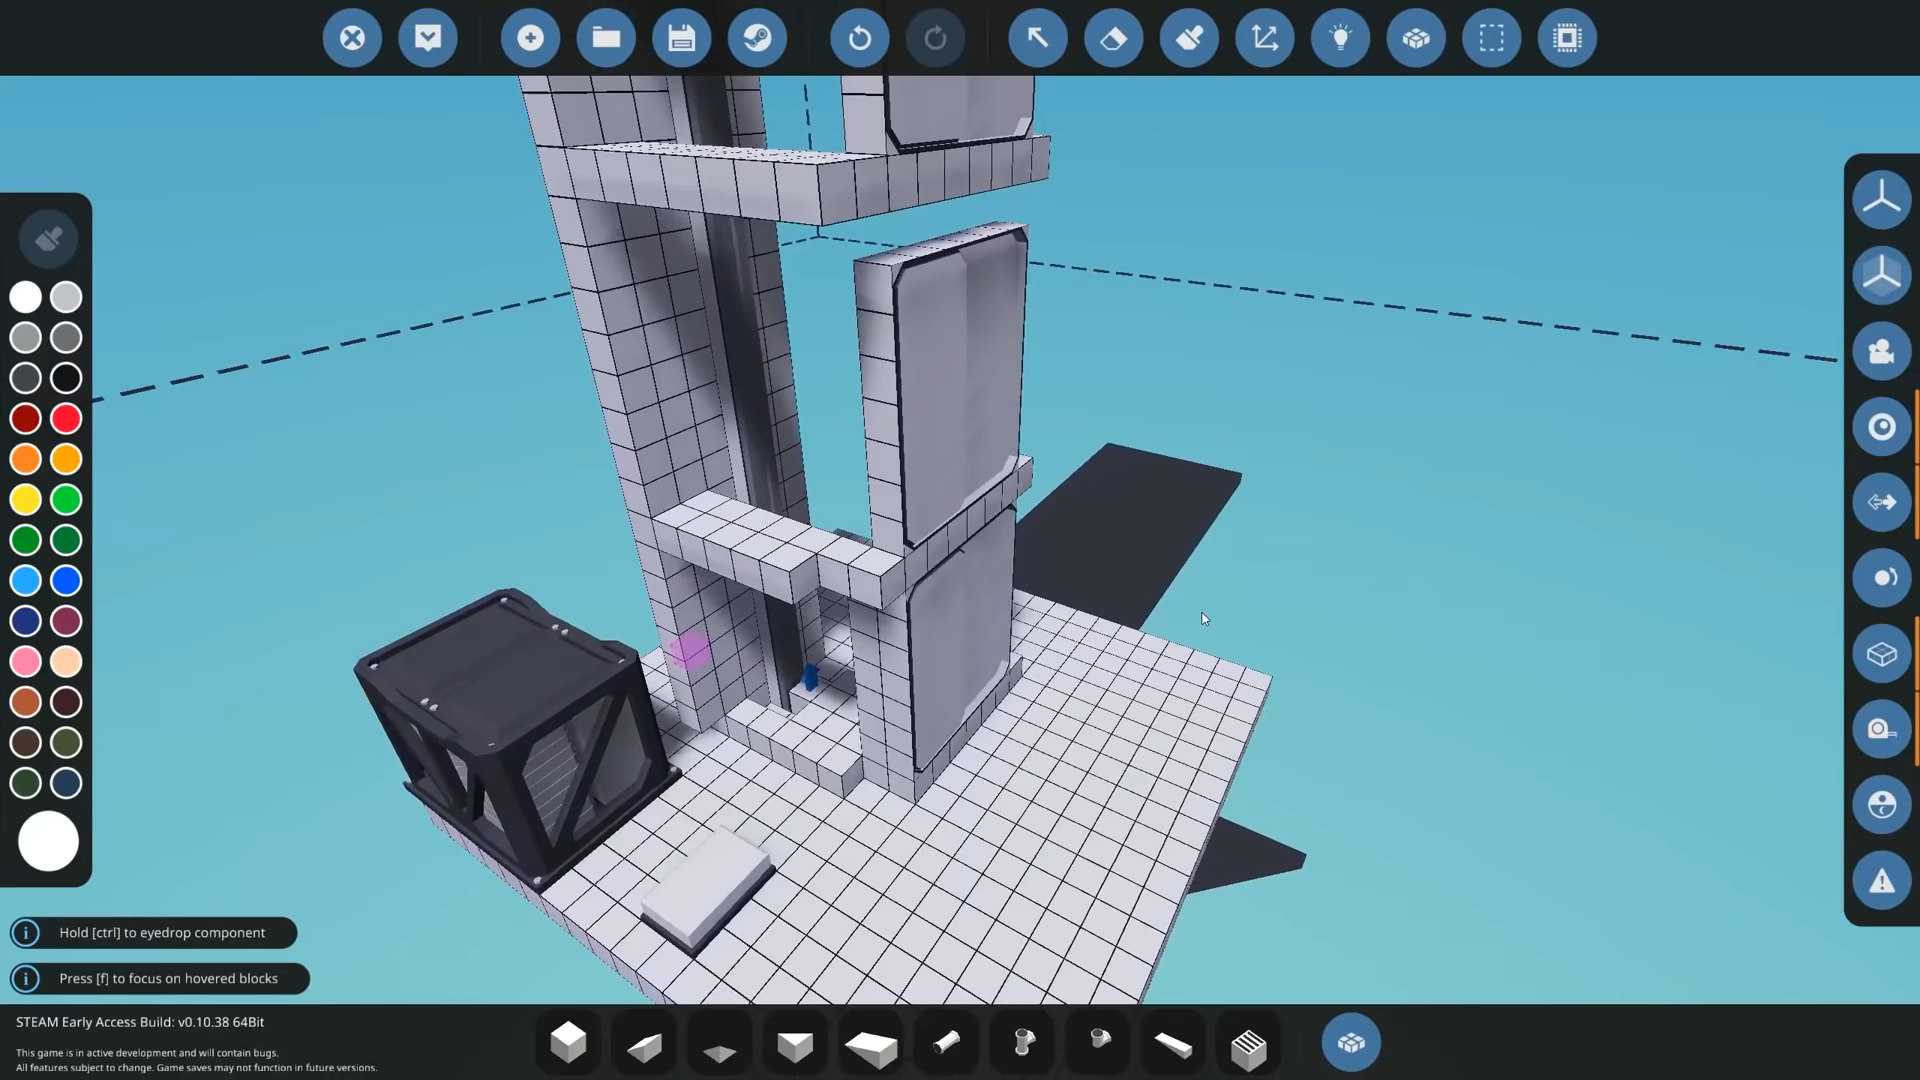 Hold [ctrl] to eyedrop component
Press [f] to focus on hovered blocks
STEAM Early Access Build: v0.10.38 64Bit
This game is in active development and will contain bugs.
All features subject to change. Game saves may not function in future versions.